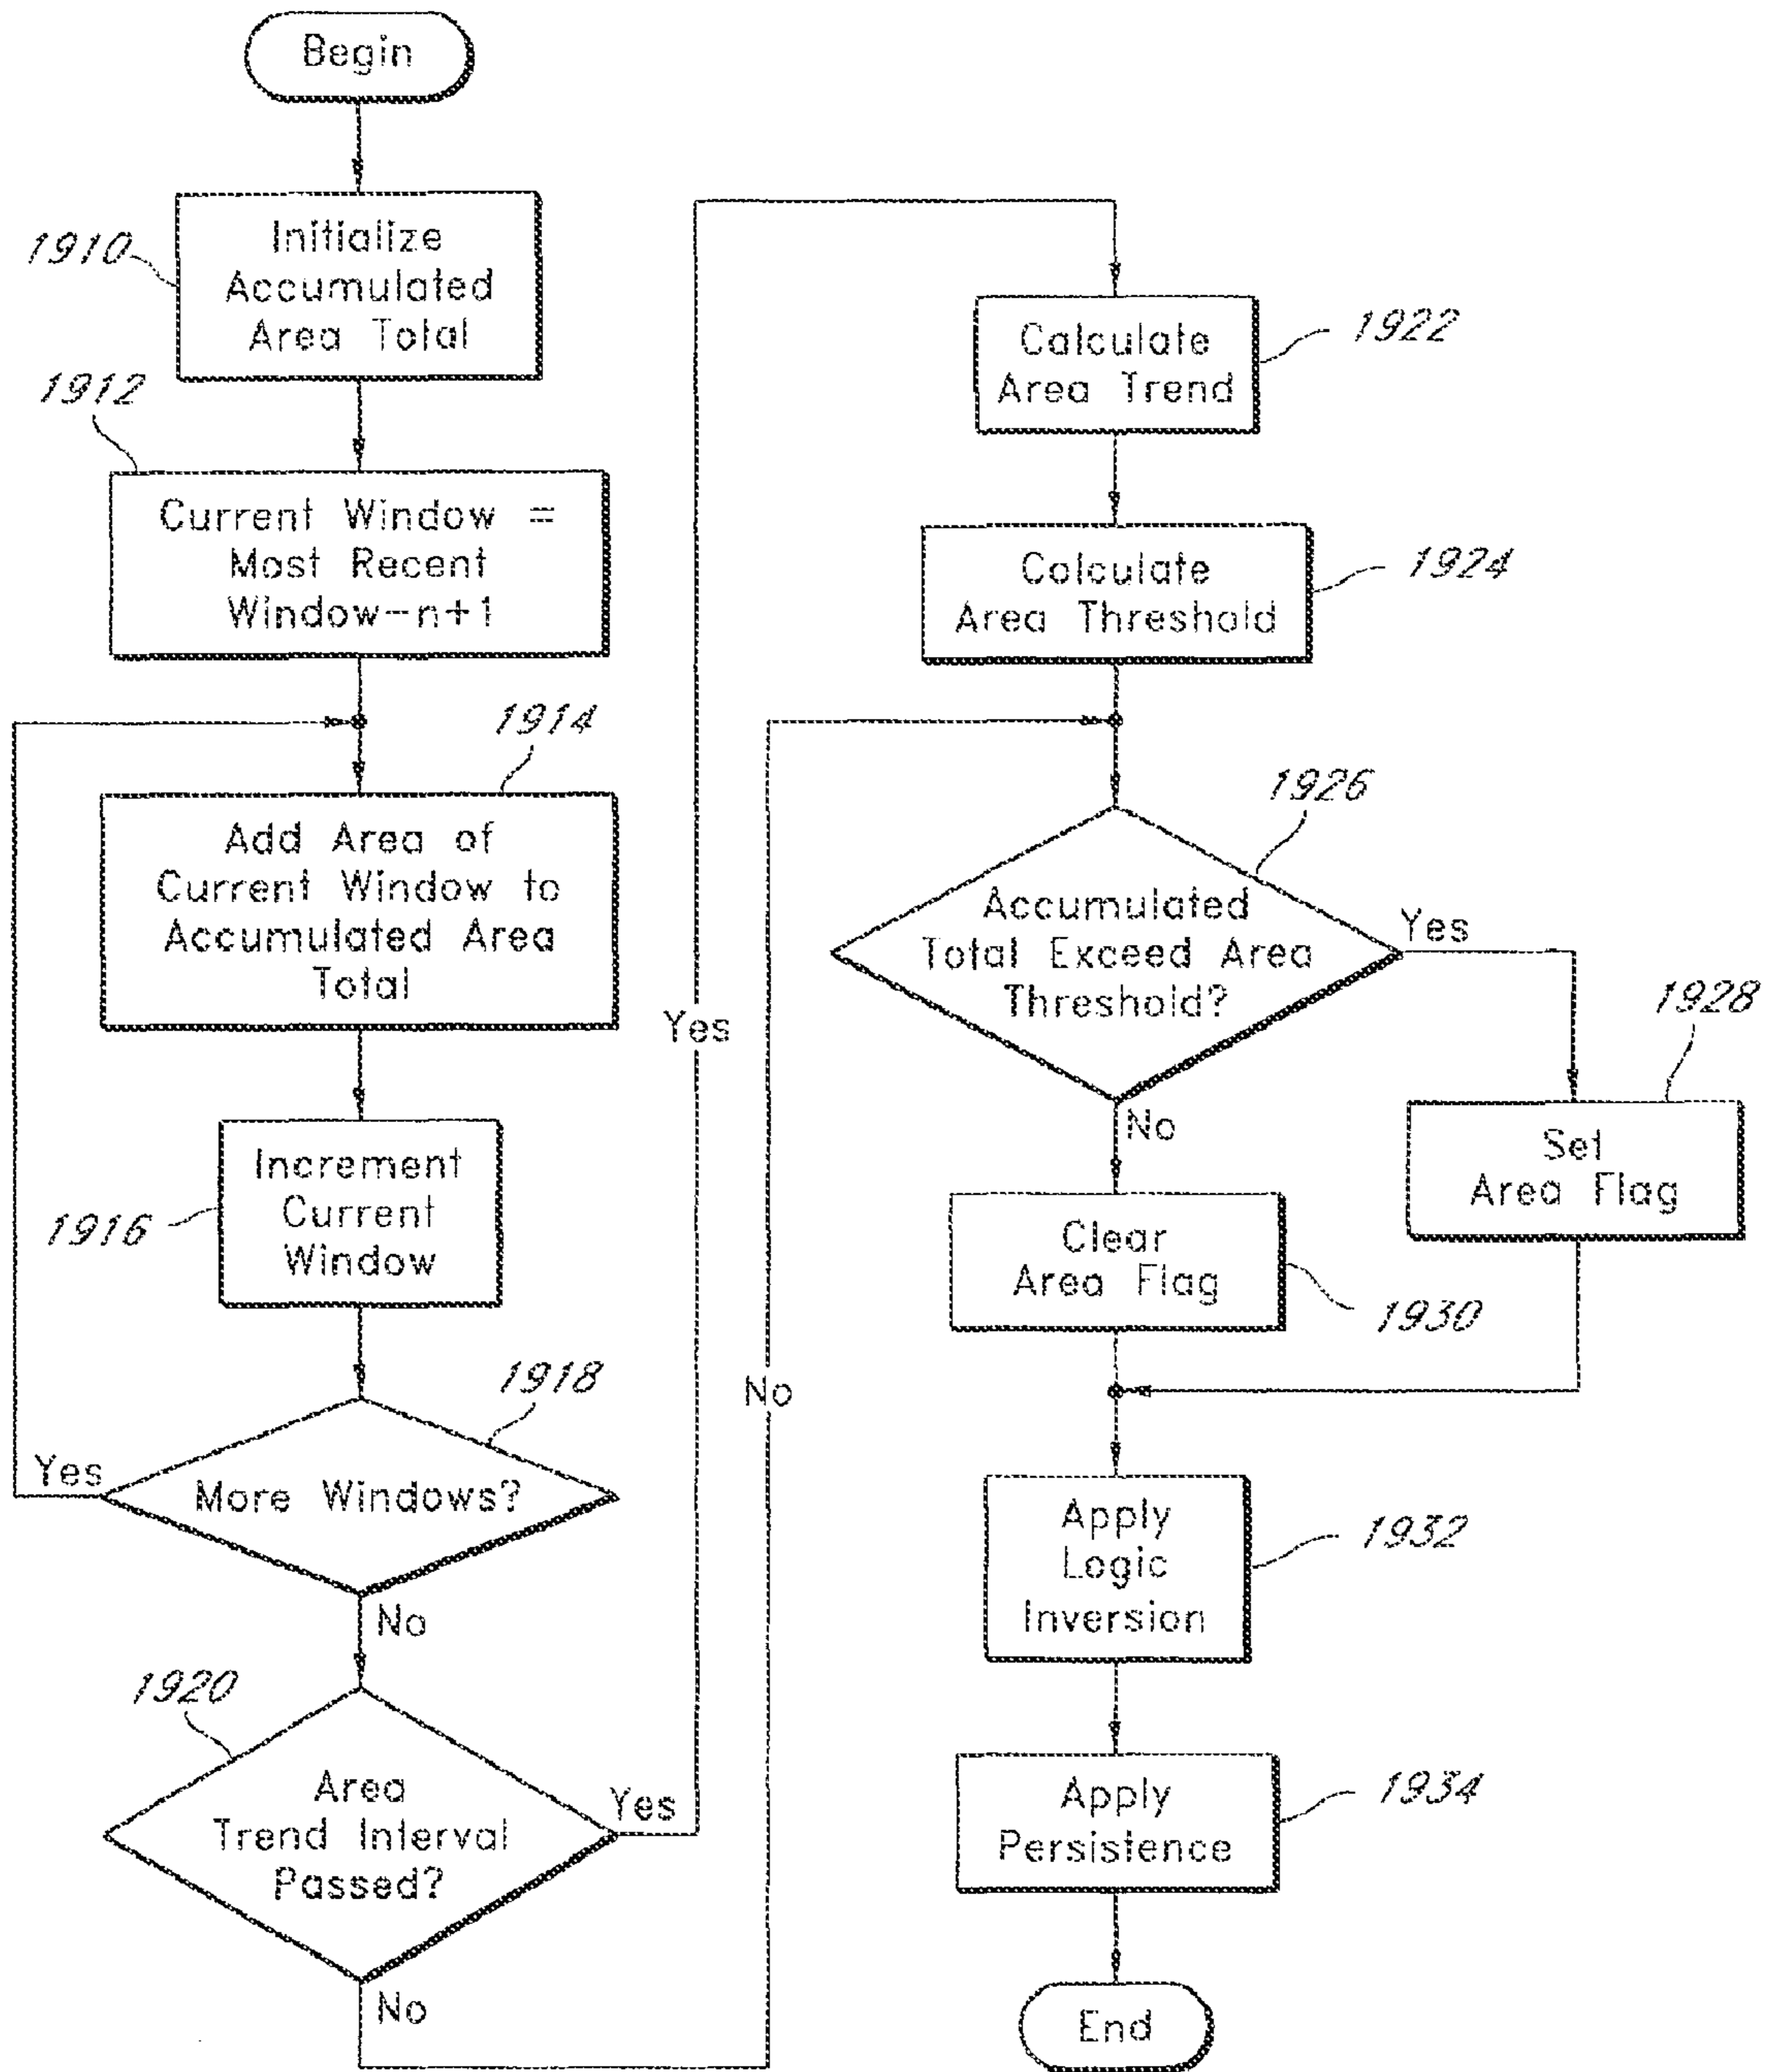 Begin
1910
Initialize
Accumulated
Area Total
1912
Current Window =
Most Recent
Window-n+1
1914
Add Area of
Current Window to
Accumulated Area
Total
1916
Increment
Current
Window
1918
Yes
More Windows?
No
1920
Area
Trend Interval
Passed?
Yes
No
Yes
No
1922
Calculate
Area Trend
1924
Calculate
Area Threshold
1926
Accumulated
Total Exceed Area
Threshold?
Yes
No
1928
Set
Area Flag
Clear
Area Flag
1930
Apply
Logic
Inversion
1932
Apply
Persistence
1934
End